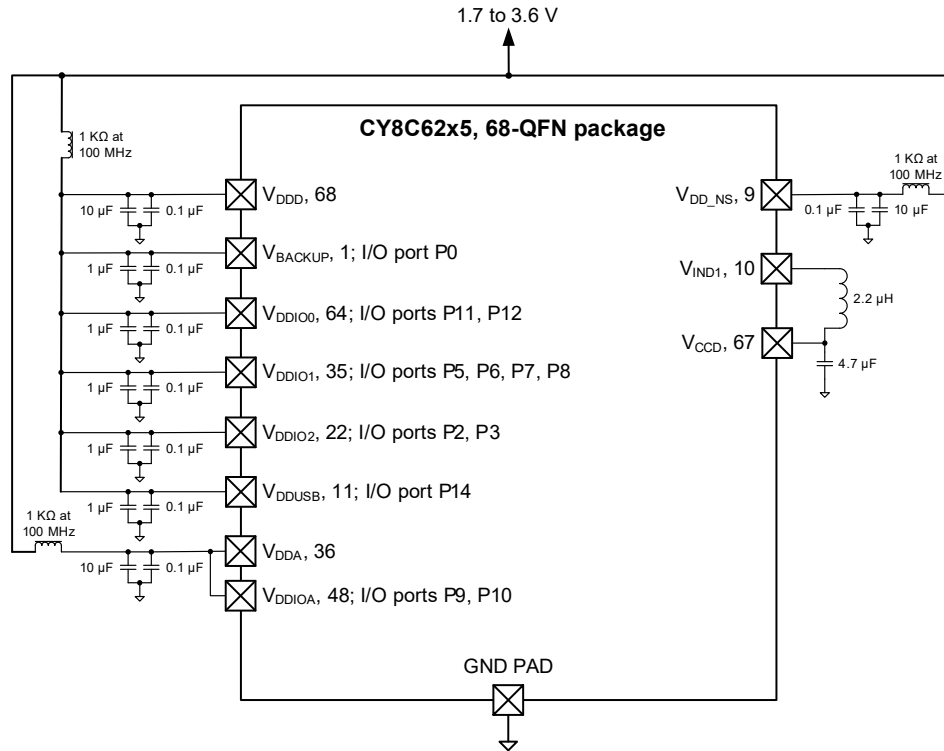 1.7 to 3.6 V
CY8C62x5, 68-QFN package
1 KΩ at
100 MHz
10 µF
0.1 µF
VDDD, 68
1 µF
0.1 µF
VBACKUP, 1; I/O port P0
1 µF
0.1 µF
VDDIO0, 64; I/O ports P11, P12
1 µF
0.1 µF
VDDIO1, 35; I/O ports P5, P6, P7, P8
1 µF
0.1 µF
VDDIO2, 22; I/O ports P2, P3
1 µF
0.1 µF
VDDUSB, 11; I/O port P14
1 KΩ at
100 MHz
10 µF
0.1 µF
VDDA, 36
VDDIOA, 48; I/O ports P9, P10
VDD_NS, 9
1 KΩ at
100 MHz
0.1 µF
10 µF
VIND1, 10
2.2 µH
VCCD, 67
4.7 µF
GND PAD